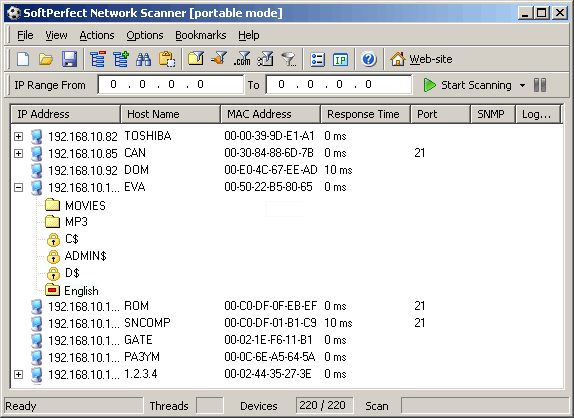 SoftPerfect Network Scanner [portable mode]
File View Actions Options Bookmarks Help
.com Web-site
IP Range From 0 . 0 . 0 . 0 To 0 . 0 . 0 . 0 Start Scanning
IP Address Host Name MAC Address Response Time Port SNMP Log...
192.168.10.82 TOSHIBA 00-00-39-9D-E1-A1 0 ms
192.168.10.85 CAN 00-30-84-88-6D-7B 0 ms 21
192.168.10.92 DOM 00-E0-4C-67-EE-AD 10 ms
192.168.10.1... EVA 00-50-22-B5-80-65 0 ms
MOVIES
MP3
C$
ADMIN$
D$
English
192.168.10.1... ROM 00-C0-DF-0F-EB-EF 0 ms 21
192.168.10.1... SNCOMP 00-C0-DF-01-B1-C9 10 ms 21
192.168.10.1... GATE 00-02-1E-F6-11-B1 0 ms
192.168.10.1... PA3YM 00-0C-6E-A5-64-5A 0 ms
192.168.10.1... 1.2.3.4 00-02-44-35-27-3E 0 ms
Ready Threads Devices 220 / 220 Scan